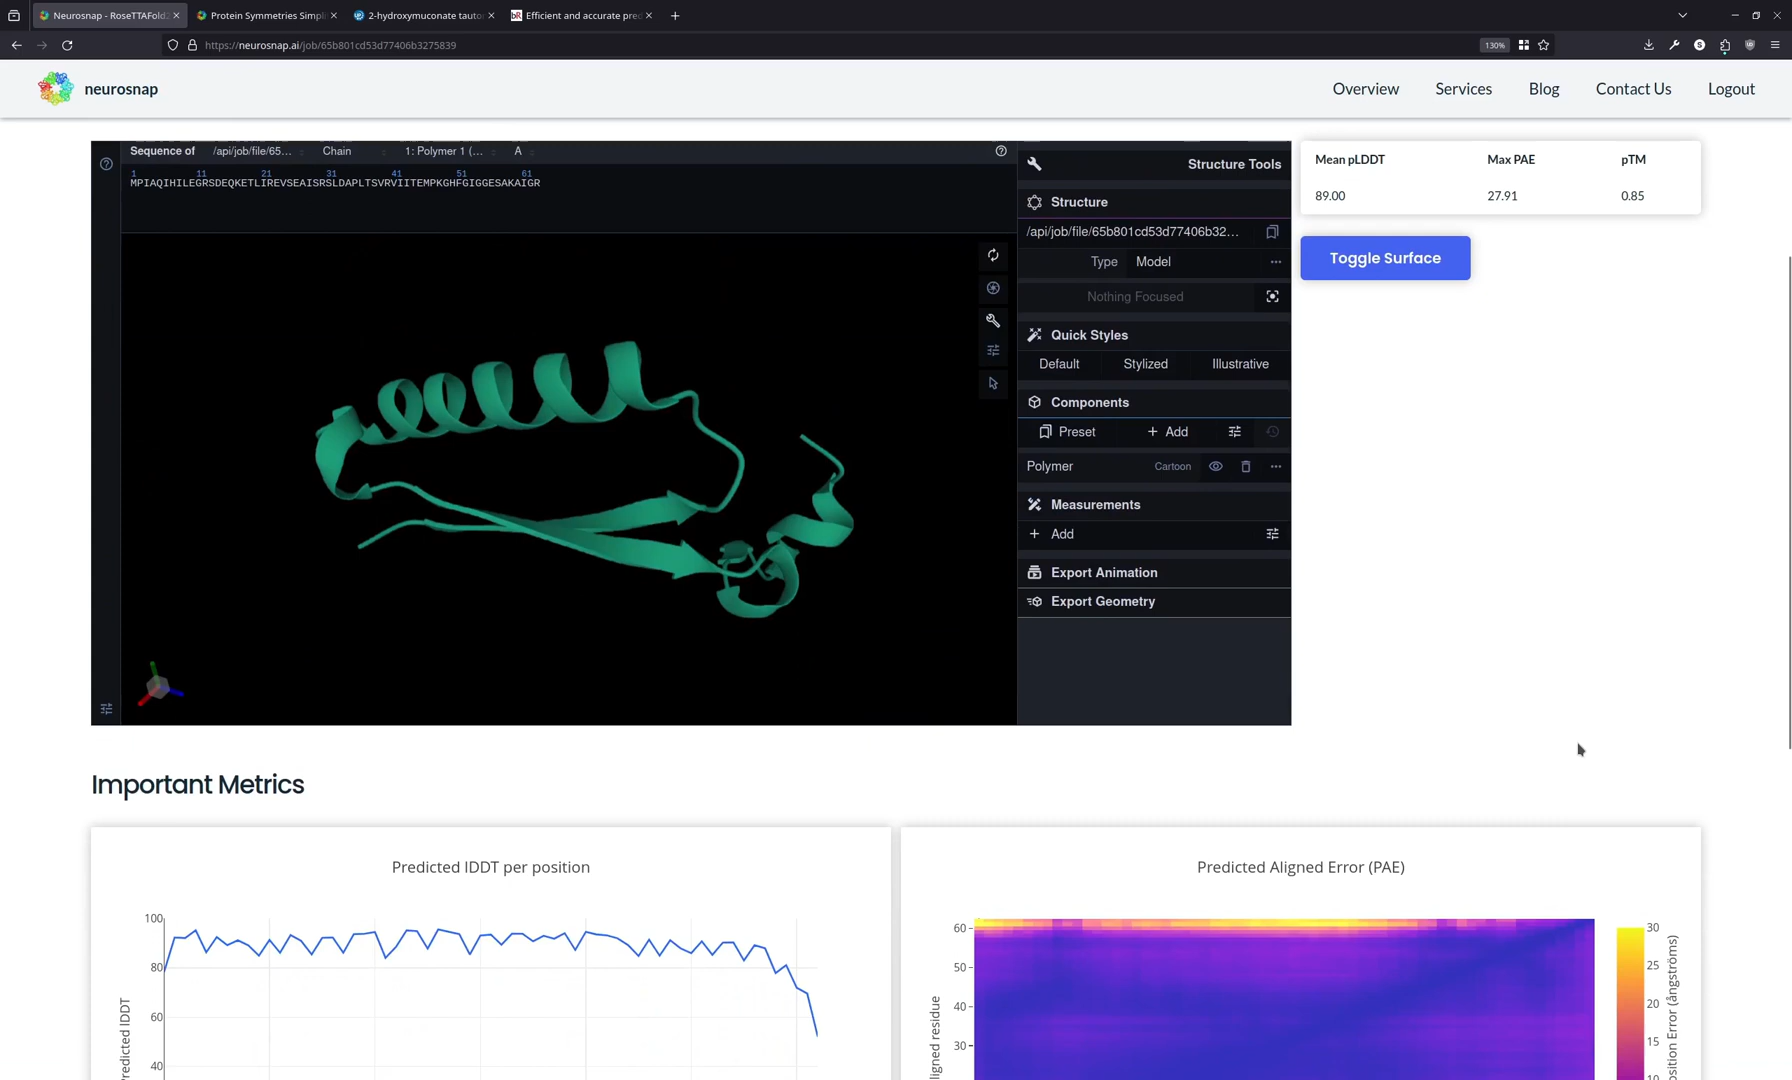 Neurosnap - RoseTTAFold2
Protein Symmetries Simpl
2-hydroxymuconate tauto
bR Efficient and accurate pred
https://neurosnap.ai/job/65b801cd53d77406b3275839
130%
neurosnap
Overview
Services
Blog
Contact Us
Logout
Sequence of /api/job/file/65... Chain 1: Polymer 1 (... A
1 11 21 31 41 51 61
MPIAQIHILEGRSDEQKETLIREVSEAISRSLDAPLTSVRVIITEMPKGHFGIGGESAKAIGR
Structure Tools
Structure
/api/job/file/65b801cd53d77406b32...
Type Model
Nothing Focused
Quick Styles
Default Stylized Illustrative
Components
Preset + Add
Polymer Cartoon
Measurements
+ Add
Export Animation
Export Geometry
Mean pLDDT Max PAE pTM
89.00 27.91 0.85
Toggle Surface
Important Metrics
Predicted lDDT per position
100
80
60
40
Predicted lDDT
Predicted Aligned Error (PAE)
60
50
40
30
30
25
20
15
10